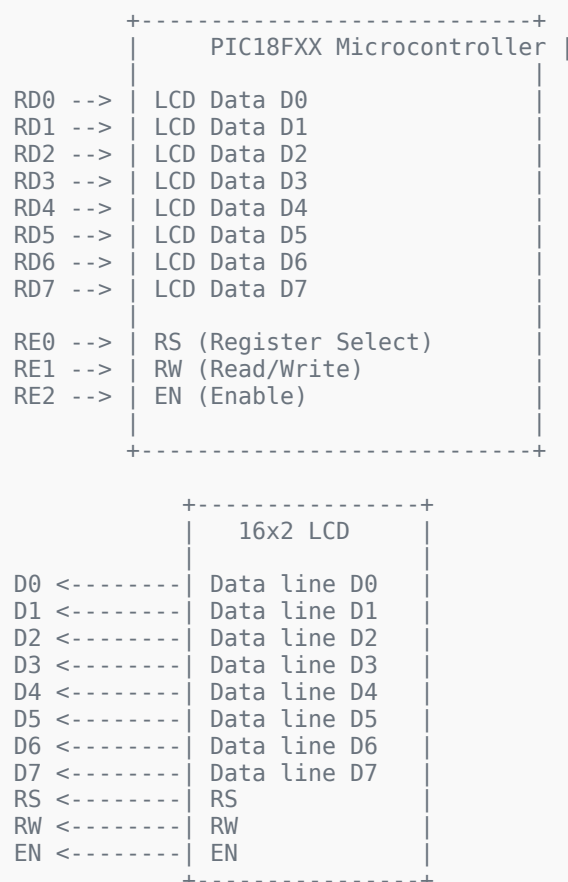 +----------------------------+
|     PIC18FXX Microcontroller |
|                            |
RD0 --> | LCD Data D0                |
RD1 --> | LCD Data D1                |
RD2 --> | LCD Data D2                |
RD3 --> | LCD Data D3                |
RD4 --> | LCD Data D4                |
RD5 --> | LCD Data D5                |
RD6 --> | LCD Data D6                |
RD7 --> | LCD Data D7                |
|                            |
RE0 --> | RS (Register Select)       |
RE1 --> | RW (Read/Write)            |
RE2 --> | EN (Enable)                |
|                            |
+----------------------------+
+----------------+
|   16x2 LCD     |
|                |
D0 <--------| Data line D0   |
D1 <--------| Data line D1   |
D2 <--------| Data line D2   |
D3 <--------| Data line D3   |
D4 <--------| Data line D4   |
D5 <--------| Data line D5   |
D6 <--------| Data line D6   |
D7 <--------| Data line D7   |
RS <--------| RS             |
RW <--------| RW             |
EN <--------| EN             |
+----------------+